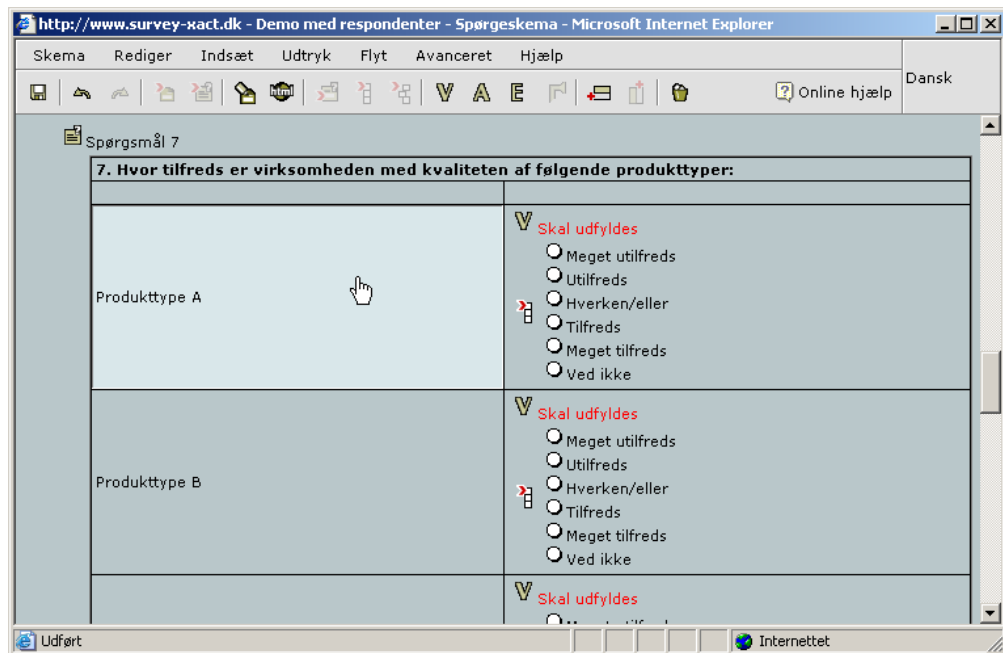 http://www.survey-xact.dk - Demo med respondenter - Spørgeskema - Microsoft Internet Explorer
Skema Rediger Indsæt Udtryk Flyt Avanceret Hjælp
html V A E ? Online hjælp Dansk
Spørgsmål 7
7. Hvor tilfreds er virksomheden med kvaliteten af følgende produkttyper:
Produkttype A
V Skal udfyldes
Meget utilfreds
Utilfreds
Hverken/eller
Tilfreds
Meget tilfreds
Ved ikke
Produkttype B
V Skal udfyldes
Meget utilfreds
Utilfreds
Hverken/eller
Tilfreds
Meget tilfreds
Ved ikke
V Skal udfyldes
Udført Internettet